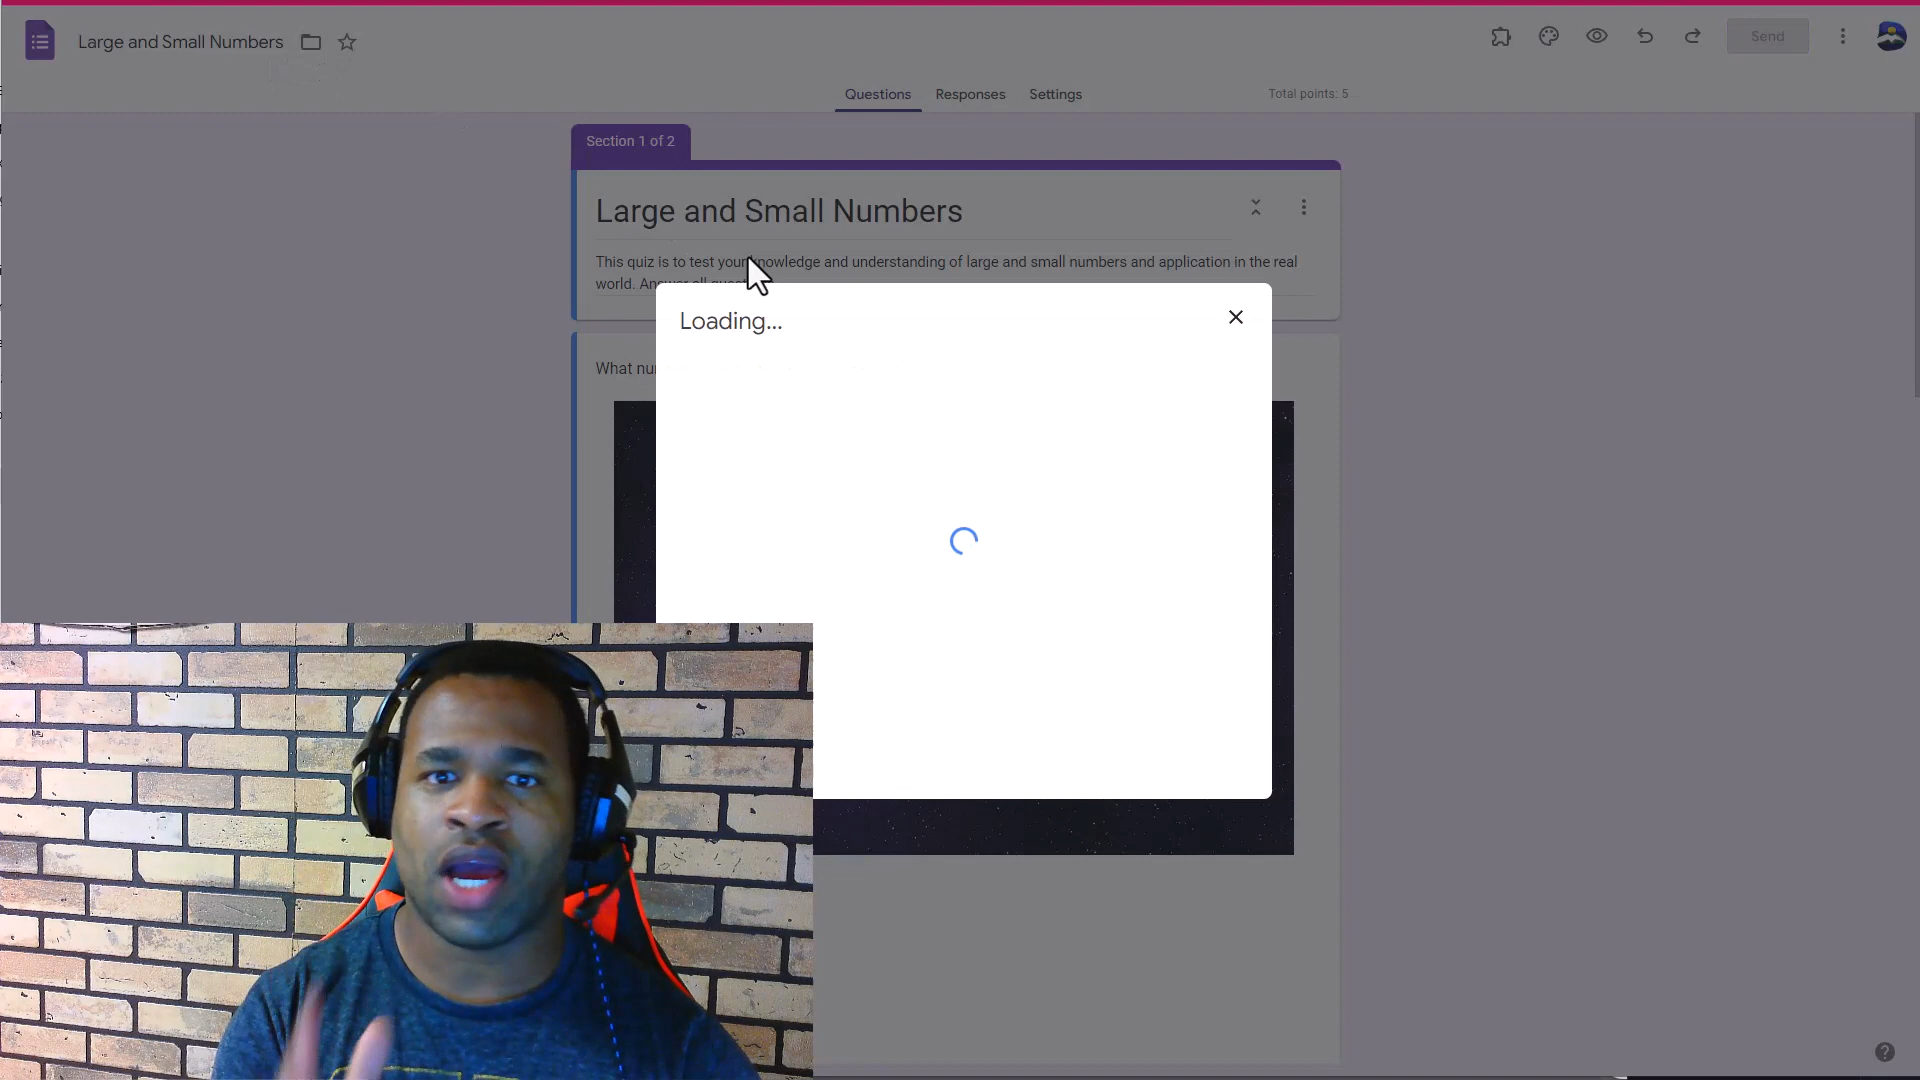 Large and Small Numbers
Send
Questions
Responses
Settings
Total points: 5
Section 1 of 2
Large and Small Numbers
This quiz is to test your knowledge and understanding of large and small numbers and application in the real
world.
Loading...
What